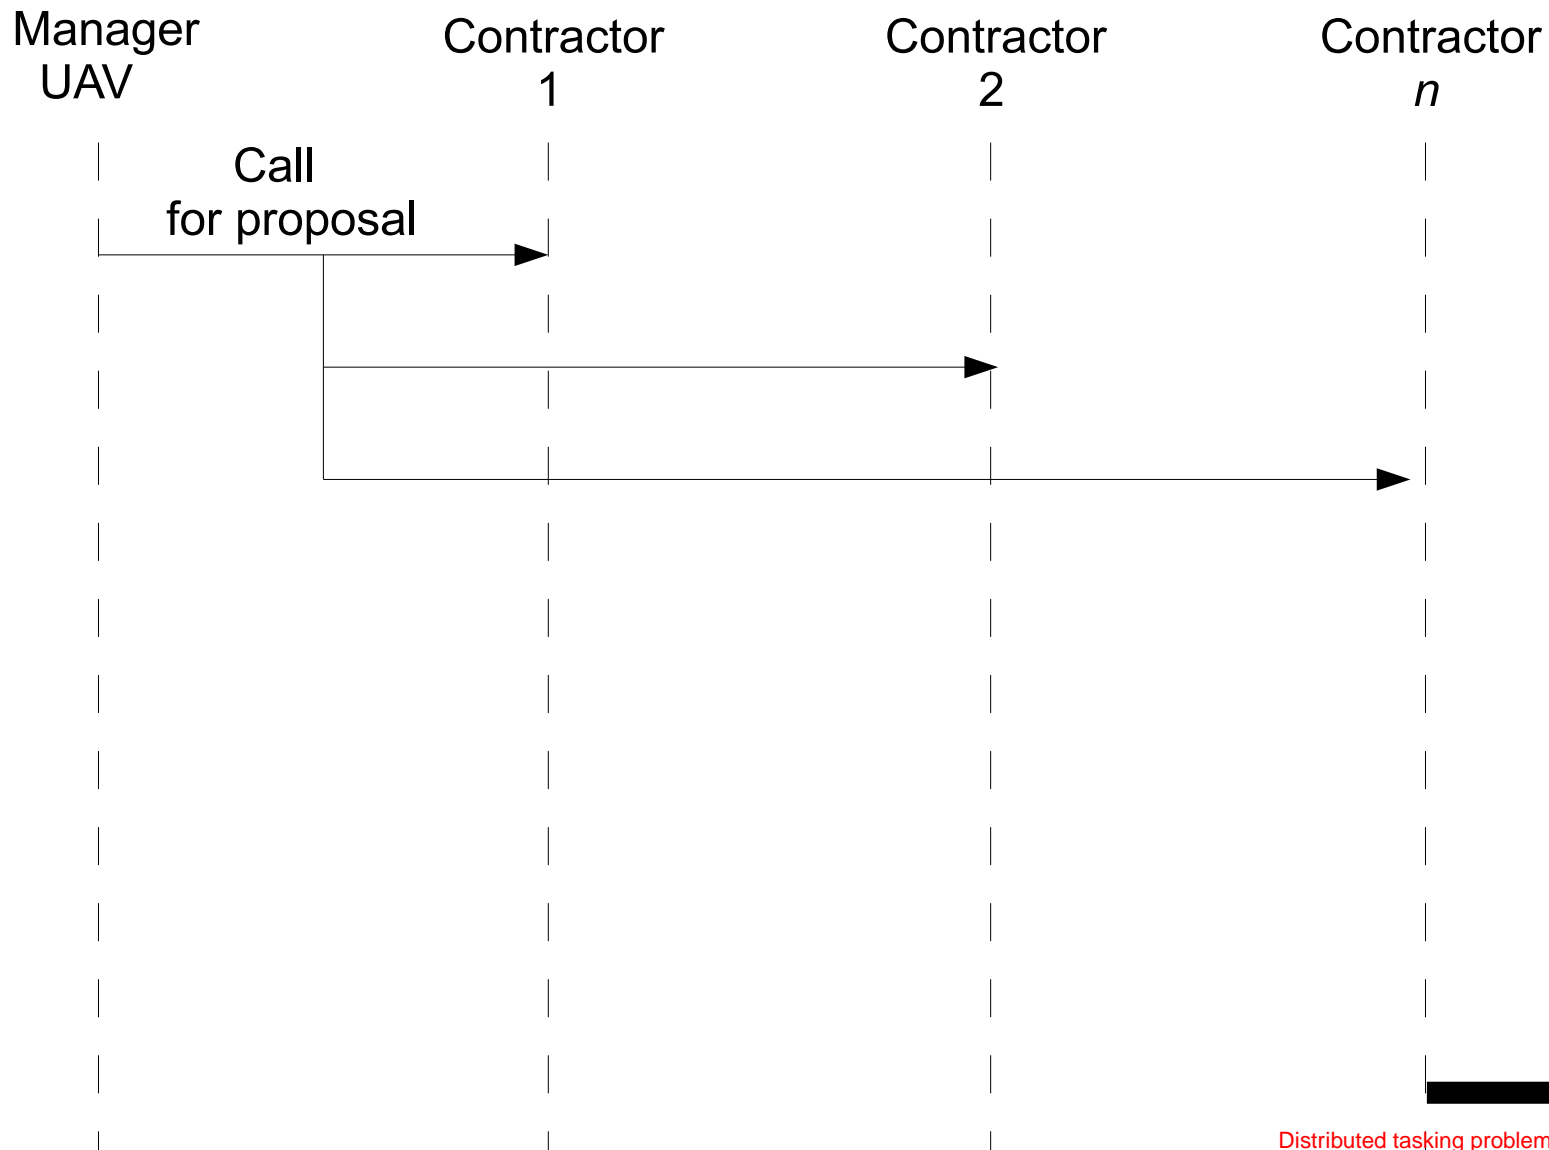 Manager
UAV
Contractor
1
Contractor
2
Contractor
n
Call
for proposal
Distributed tasking problem